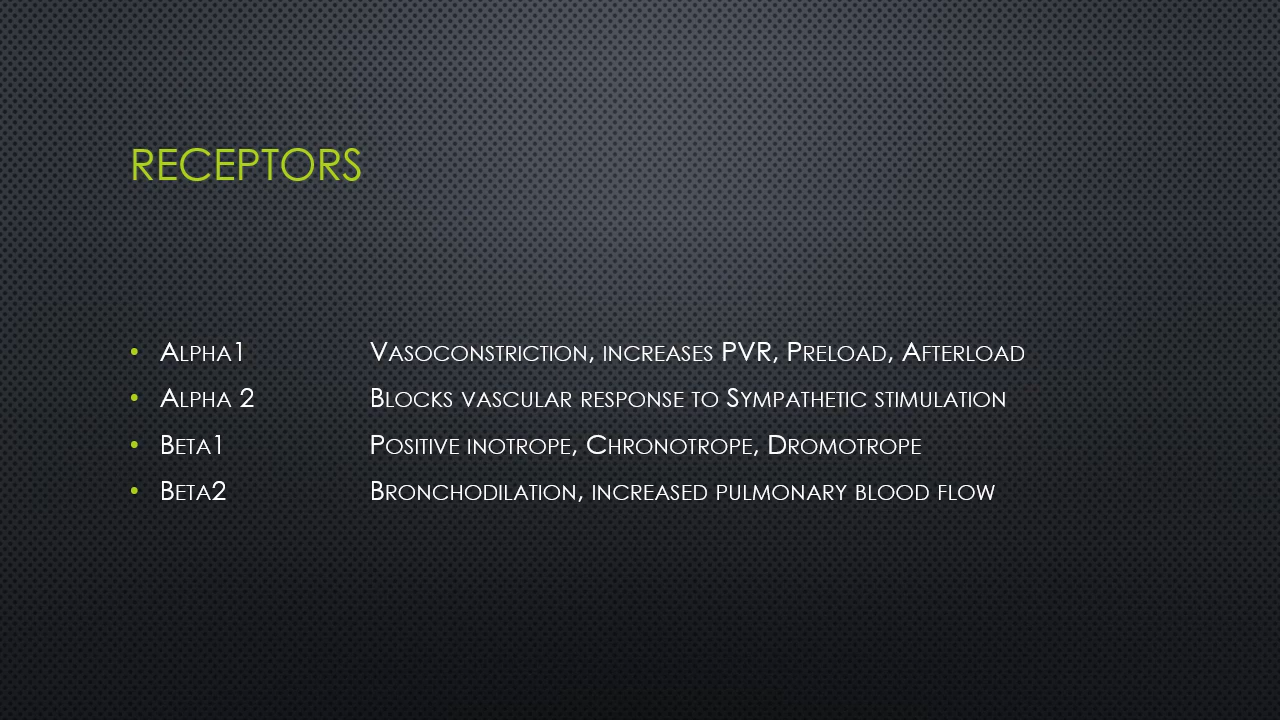 RECEPTORS
• Alpha1 Vasoconstriction, increases PVR, Preload, Afterload
• Alpha 2 Blocks vascular response to Sympathetic stimulation
• Beta1 Positive inotrope, Chronotrope, Dromotrope
• Beta2 Bronchodilation, increased pulmonary blood flow